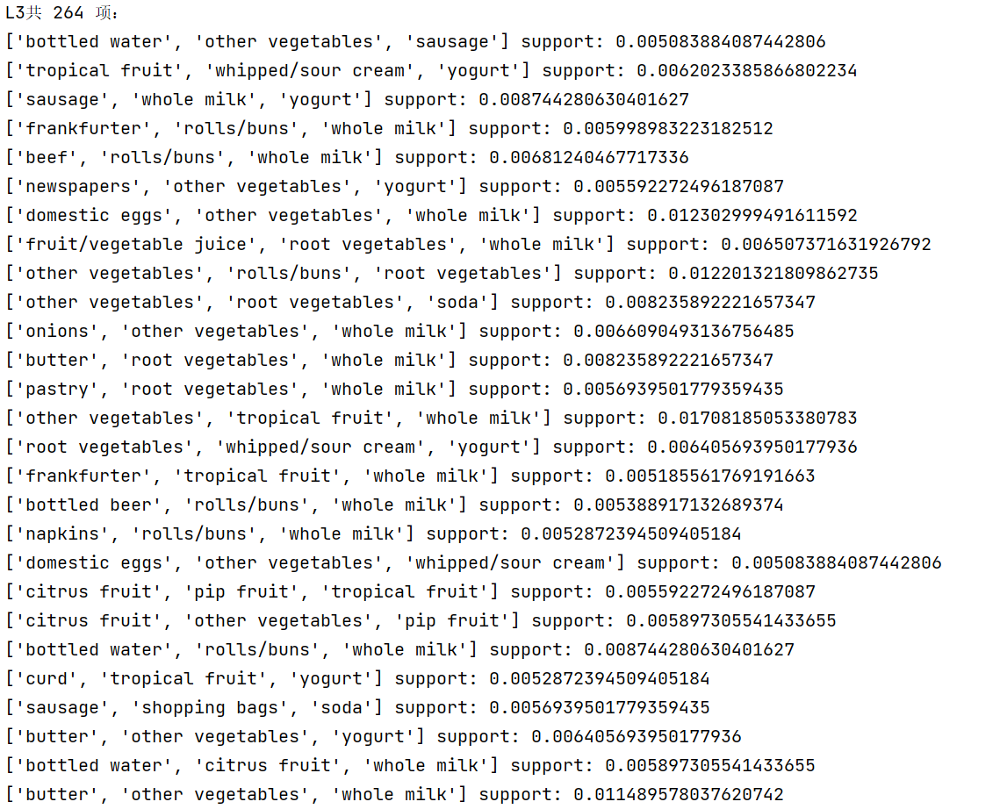 L3共 264 项:
['bottled water', 'other vegetables', 'sausage'] support: 0.005083884087442806
['tropical fruit', 'whipped/sour cream', 'yogurt'] support: 0.0062023385866802234
['sausage', 'whole milk', 'yogurt'] support: 0.008744280630401627
['frankfurter', 'rolls/buns', 'whole milk'] support: 0.005998983223182512
['beef', 'rolls/buns', 'whole milk'] support: 0.00681240467717336
['newspapers', 'other vegetables', 'yogurt'] support: 0.005592272496187087
['domestic eggs', 'other vegetables', 'whole milk'] support: 0.012302999491611592
['fruit/vegetable juice', 'root vegetables', 'whole milk'] support: 0.006507371631926792
['other vegetables', 'rolls/buns', 'root vegetables'] support: 0.012201321809862735
['other vegetables', 'root vegetables', 'soda'] support: 0.008235892221657347
['onions', 'other vegetables', 'whole milk'] support: 0.0066090493136756485
['butter', 'root vegetables', 'whole milk'] support: 0.008235892221657347
['pastry', 'root vegetables', 'whole milk'] support: 0.0056939501779359435
['other vegetables', 'tropical fruit', 'whole milk'] support: 0.01708185053380783
['root vegetables', 'whipped/sour cream', 'yogurt'] support: 0.006405693950177936
['frankfurter', 'tropical fruit', 'whole milk'] support: 0.005185561769191663
['bottled beer', 'rolls/buns', 'whole milk'] support: 0.005388917132689374
['napkins', 'rolls/buns', 'whole milk'] support: 0.0052872394509405184
['domestic eggs', 'other vegetables', 'whipped/sour cream'] support: 0.005083884087442806
['citrus fruit', 'pip fruit', 'tropical fruit'] support: 0.005592272496187087
['citrus fruit', 'other vegetables', 'pip fruit'] support: 0.005897305541433655
['bottled water', 'rolls/buns', 'whole milk'] support: 0.008744280630401627
['curd', 'tropical fruit', 'yogurt'] support: 0.0052872394509405184
['sausage', 'shopping bags', 'soda'] support: 0.0056939501779359435
['butter', 'other vegetables', 'yogurt'] support: 0.006405693950177936
['bottled water', 'citrus fruit', 'whole milk'] support: 0.005897305541433655
['butter', 'other vegetables', 'whole milk'] support: 0.011489578037620742